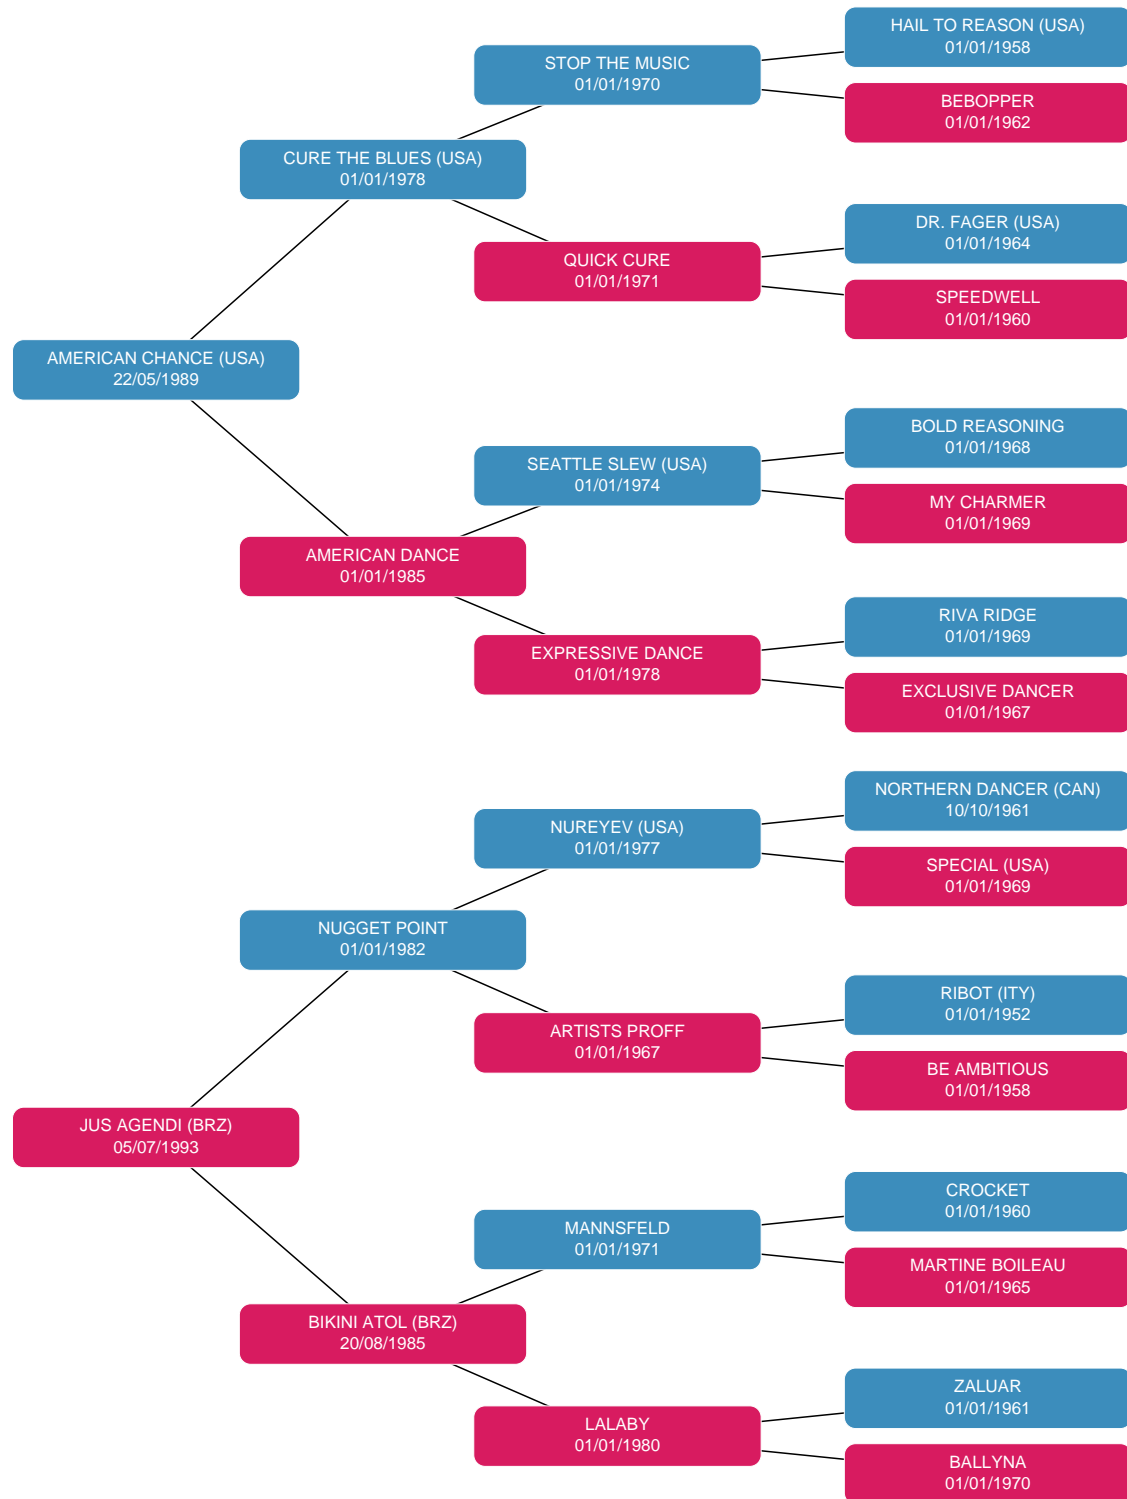 HAIL TO REASON (USA)
01/01/1958
STOP THE MUSIC
01/01/1970
BEBOPPER
01/01/1962
CURE THE BLUES (USA)
01/01/1978
DR. FAGER (USA)
01/01/1964
QUICK CURE
01/01/1971
SPEEDWELL
01/01/1960
AMERICAN CHANCE (USA)
22/05/1989
BOLD REASONING
01/01/1968
SEATTLE SLEW (USA)
01/01/1974
MY CHARMER
01/01/1969
AMERICAN DANCE
01/01/1985
RIVA RIDGE
01/01/1969
EXPRESSIVE DANCE
01/01/1978
EXCLUSIVE DANCER
01/01/1967
NORTHERN DANCER (CAN)
10/10/1961
NUREYEV (USA)
01/01/1977
SPECIAL (USA)
01/01/1969
NUGGET POINT
01/01/1982
RIBOT (ITY)
01/01/1952
ARTISTS PROFF
01/01/1967
BE AMBITIOUS
01/01/1958
JUS AGENDI (BRZ)
05/07/1993
CROCKET
01/01/1960
MANNSFELD
01/01/1971
MARTINE BOILEAU
01/01/1965
BIKINI ATOL (BRZ)
20/08/1985
ZALUAR
01/01/1961
LALABY
01/01/1980
BALLYNA
01/01/1970